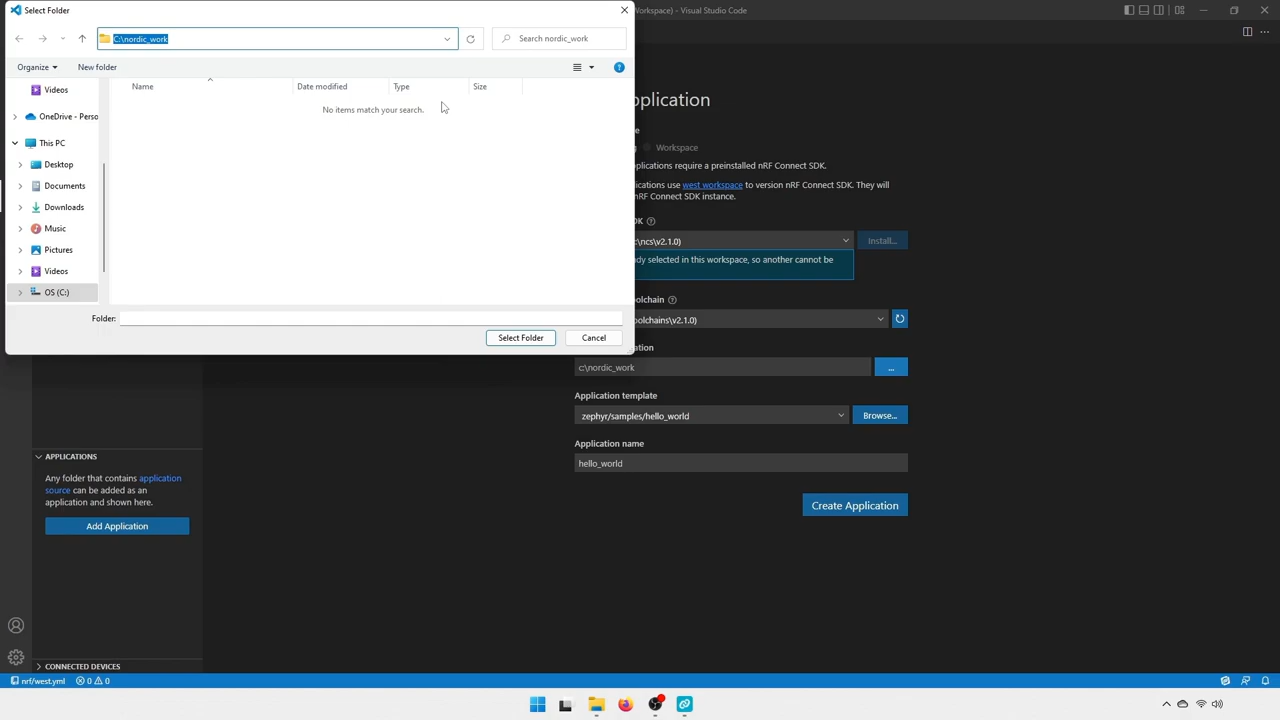 Select Folder
Workspace) - Visual Studio Code
C:\nordic_work
Search nordic_work
Organize
New folder
Videos
OneDrive - Perso
This PC
Desktop
Documents
Downloads
Music
Pictures
Videos
OS (C:)
Name
Date modified
Type
Size
No items match your search.
Folder:
Select Folder
Cancel
pplication
Workspace
pplications require a preinstalled nRF Connect SDK.
ications use west workspace to version nRF Connect SDK. They will
nRF Connect SDK instance.
DK
:\ncs\v2.1.0)
Install...
dy selected in this workspace, so another cannot be
olchain
oolchains\v2.1.0)
ation
c:\nordic_work
...
Application template
zephyr/samples/hello_world
Browse...
Application name
hello_world
Create Application
APPLICATIONS
Any folder that contains application
source can be added as an
application and shown here.
Add Application
CONNECTED DEVICES
nrf/west.yml
0
0